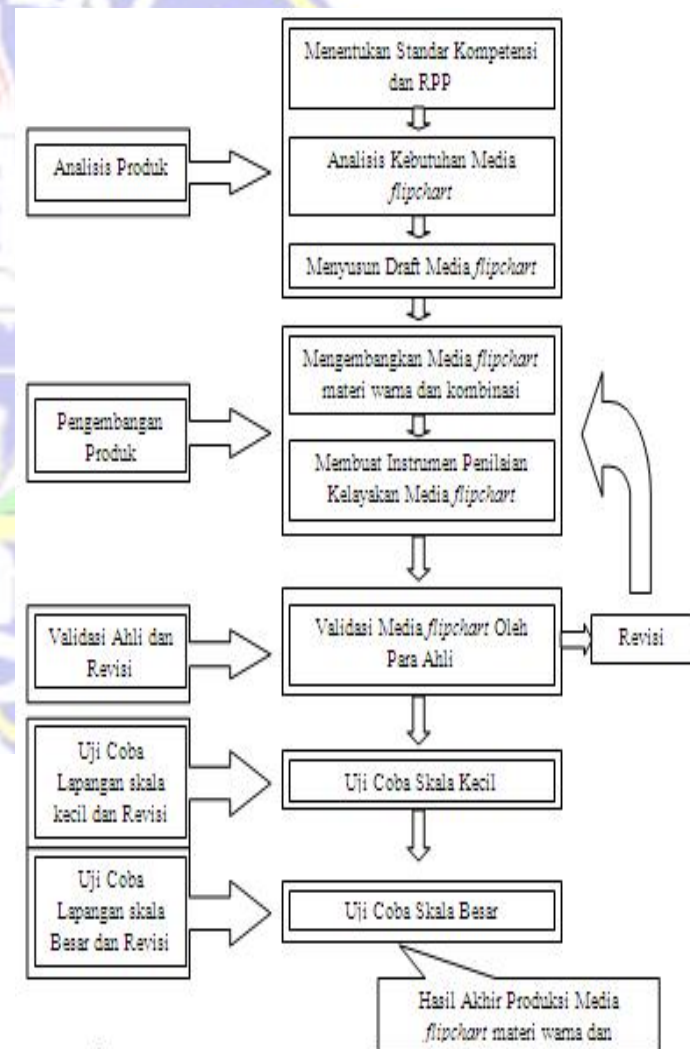 Menentukan Standar Kompetensi
dan RPP
Analisis Produk
Analisis Kebutuhan Media
flipchart
Menyusun Draft Media flipchart
Mengembangkan Media flipchart
materi warna dan kombinasi
Pengembangan
Produk
Membuat Instrumen Penilaian
Kelayakan Media flipchart
Validasi Ahli dan
Revisi
Validasi Media flipchart Oleh
Para Ahli
Revisi
Uji Coba
Lapangan skala
kecil dan Revisi
Uji Coba Skala Kecil
Uji Coba
Lapangan skala
Besar dan Revisi
Uji Coba Skala Besar
Hasil Akhir Produksi Media
flipchart materi warna dan